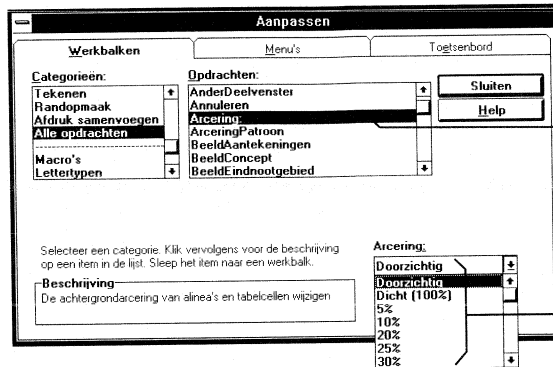 Aanpassen
Werkbalken
Menu's
Toetsenbord
Categorieën:
Tekenen
Randopmaak
Afdruk samenvoegen
Alle opdrachten
Macro's
Lettertypen
Opdrachten:
AnderDeelvenster
Annuleren
Arcering:
ArceringPatroon
BeeldAantekeningen
BeeldConcept
BeeldEindnootgebied
Sluiten
Help
Selecteer een categorie. Klik vervolgens voor de beschrijving
op een item in de lijst. Sleep het item naar een werkbalk.
Beschrijving
De achtergrondarcering van alinea's en tabelcellen wijzigen
Arcering:
Doorzichtig
Doorzichtig
Dicht (100%)
5%
10%
20%
25%
30%